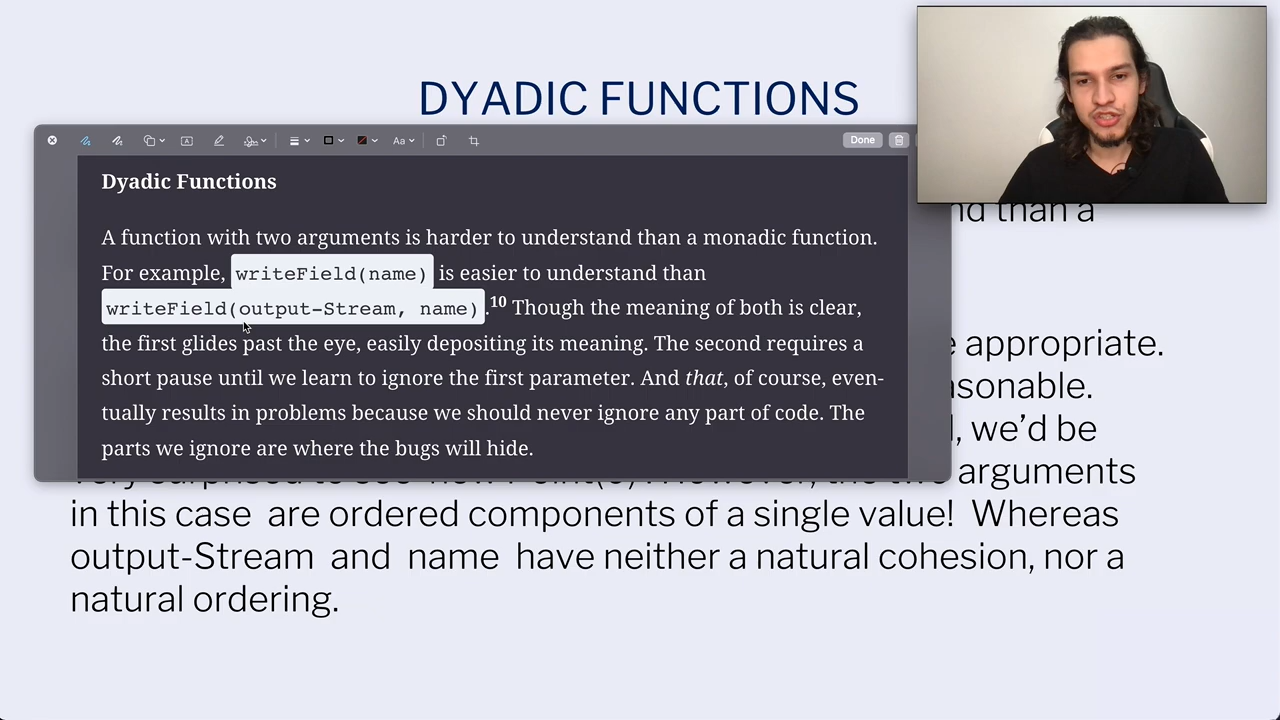 DYADIC FUNCTIONS
Done
Aa
Dyadic Functions
A function with two arguments is harder to understand than a monadic function.
For example, writeField(name) is easier to understand than
writeField(output-Stream, name).10 Though the meaning of both is clear,
the first glides past the eye, easily depositing its meaning. The second requires a
short pause until we learn to ignore the first parameter. And that, of course, even-
tually results in problems because we should never ignore any part of code. The
parts we ignore are where the bugs will hide.
than a
appropriate.
we'd be
arguments
in this case are ordered components of a single value! Whereas
output-Stream and name have neither a natural cohesion, nor a
natural ordering.